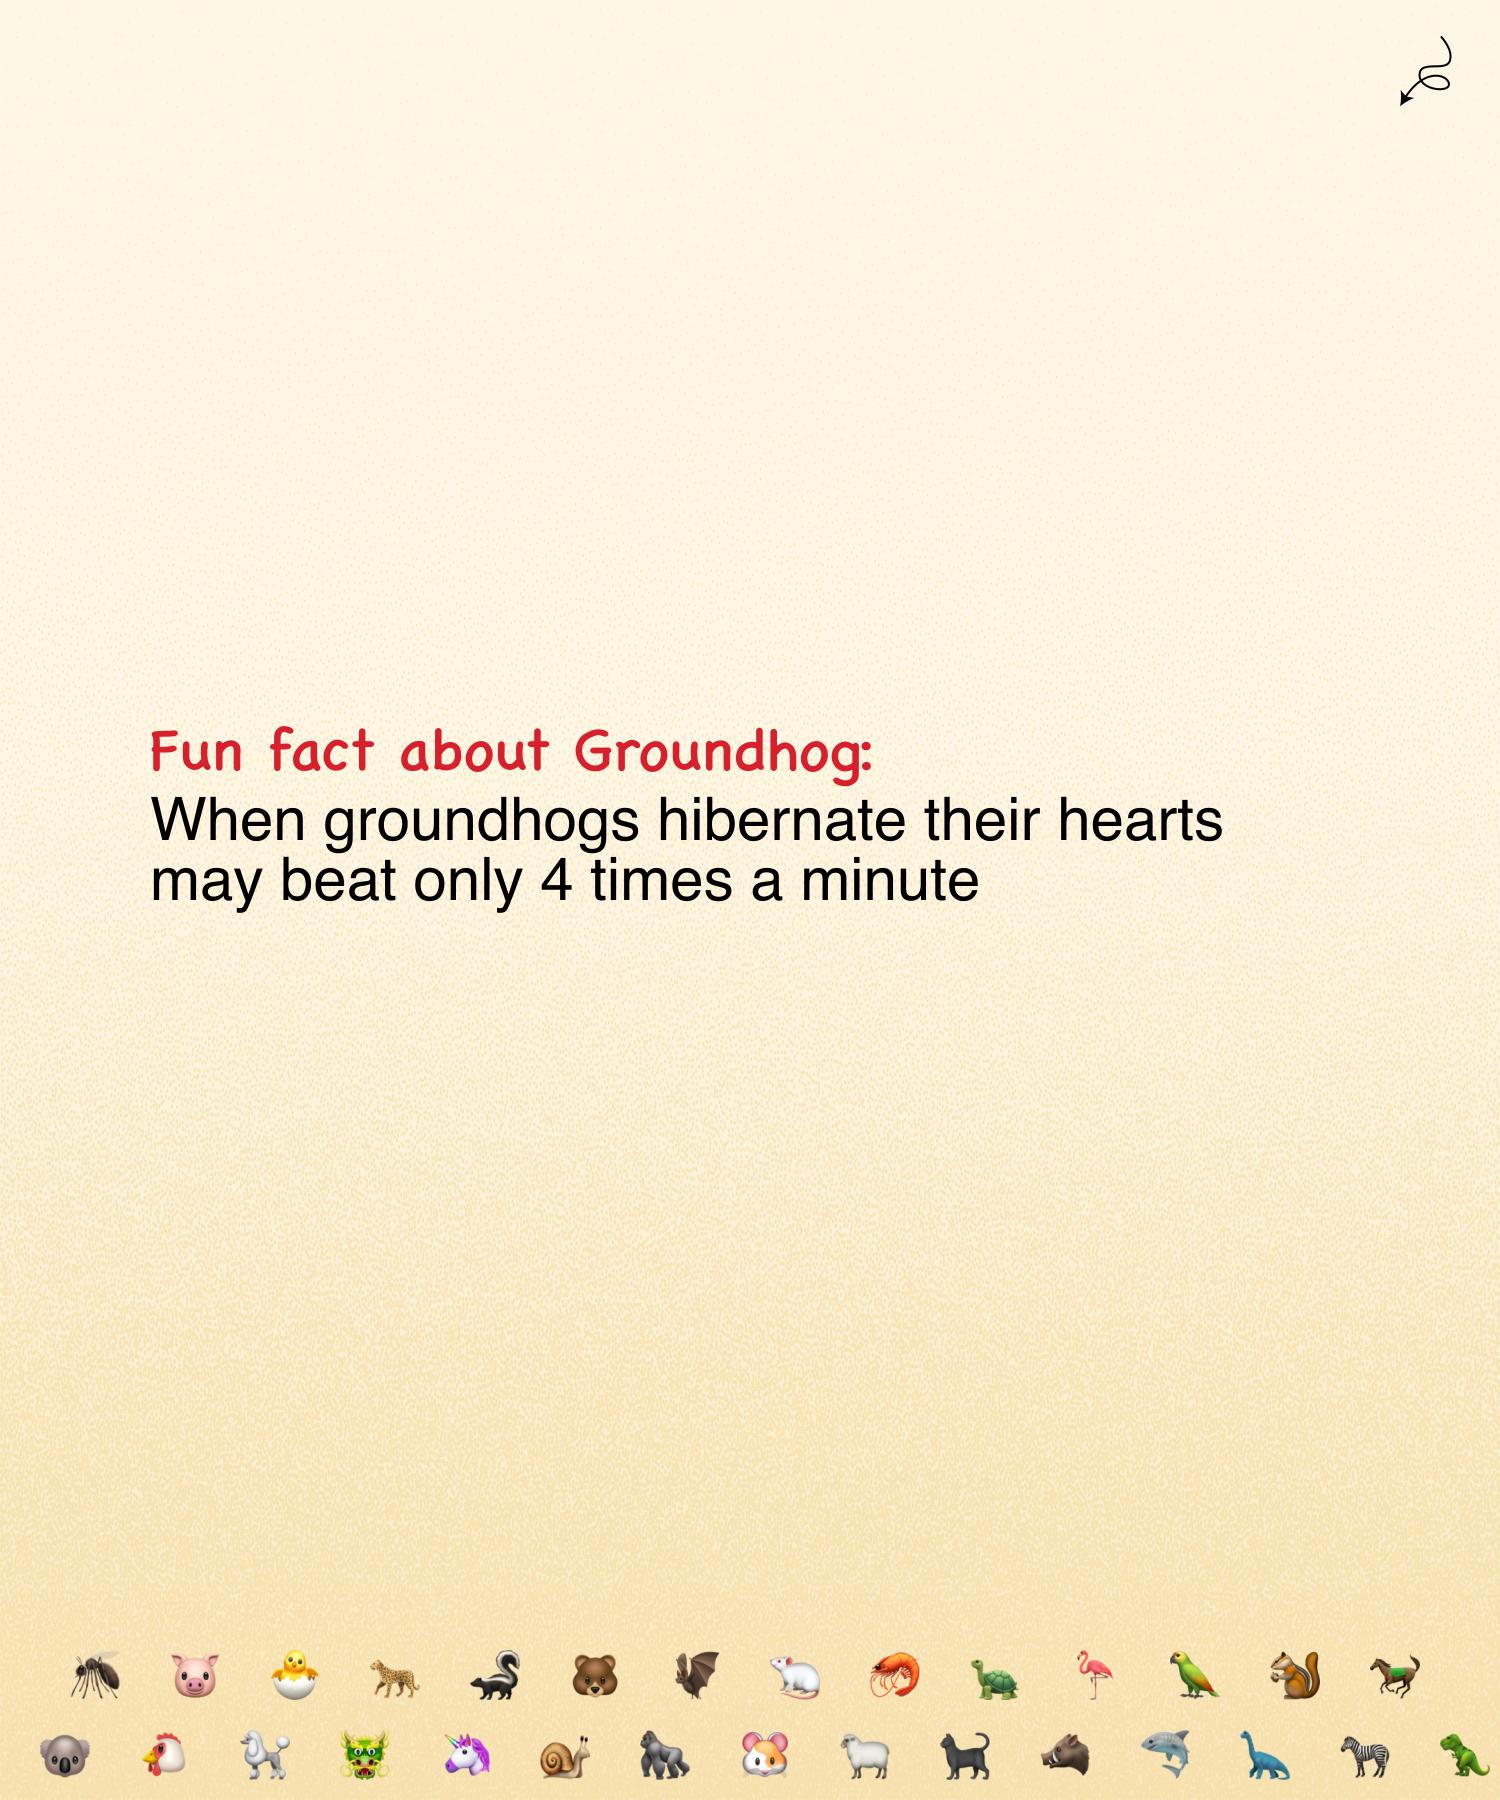 Fun fact about Groundhog:
When groundhogs hibernate their hearts
may beat only 4 times a minute